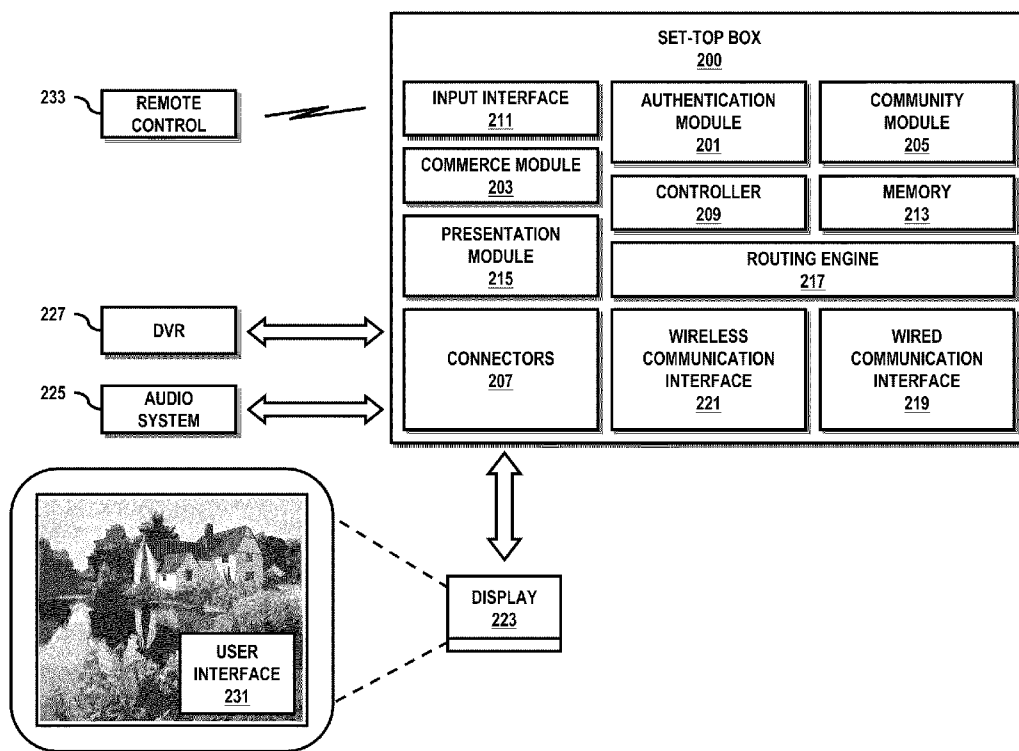 SET-TOP BOX
200
233
REMOTE
CONTROL
INPUT INTERFACE
211
AUTHENTICATION
MODULE
201
COMMUNITY
MODULE
205
COMMERCE MODULE
203
CONTROLLER
209
MEMORY
213
PRESENTATION
MODULE
215
ROUTING ENGINE
217
227
DVR
225
AUDIO
SYSTEM
CONNECTORS
207
WIRELESS
COMMUNICATION
INTERFACE
221
WIRED
COMMUNICATION
INTERFACE
219
DISPLAY
223
USER
INTERFACE
231